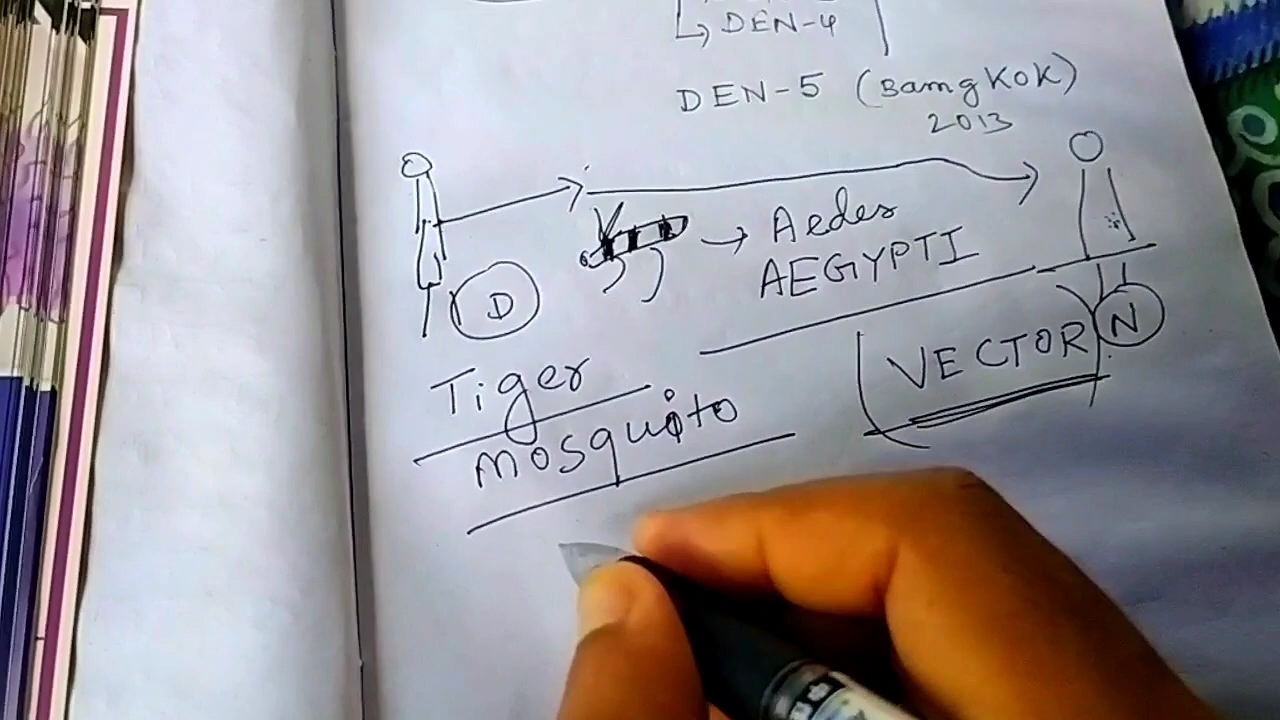 ↳ DEN-4
DEN-5 (BamgKOK)
2013
→ Aedes
AEGYPTI
D
N
VECTOR
Tiger
mosquito